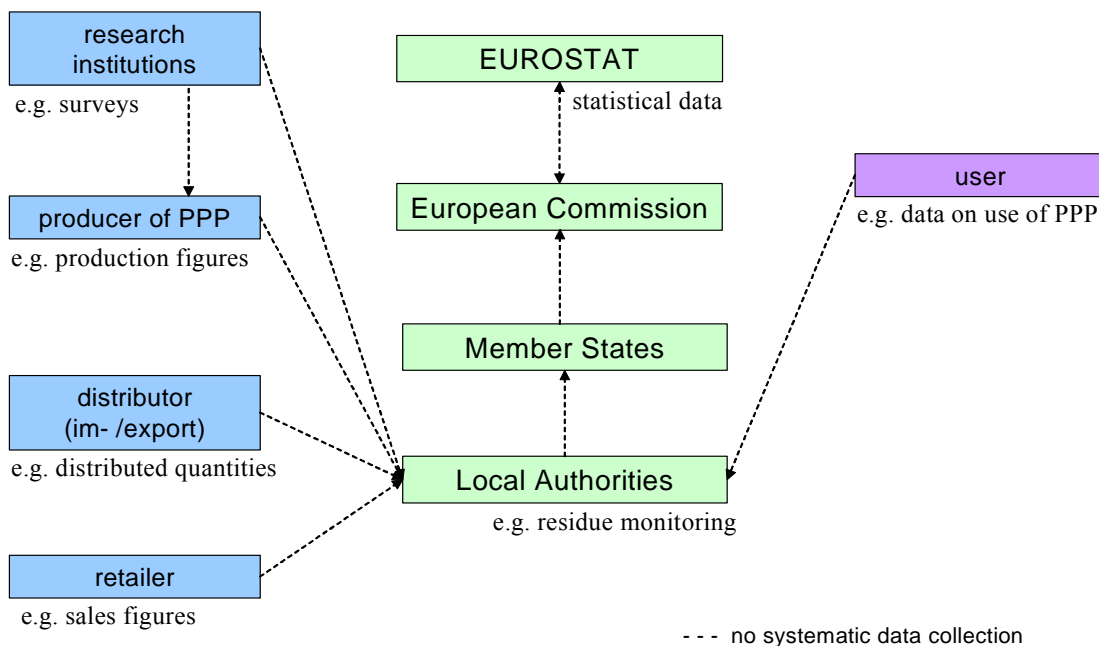 research
institutions
e.g. surveys
producer of PPP
e.g. production figures
distributor
(im- /export)
e.g. distributed quantities
retailer
e.g. sales figures
EUROSTAT
statistical data
European Commission
Member States
Local Authorities
e.g. residue monitoring
user
e.g. data on use of PPP
- - - no systematic data collection